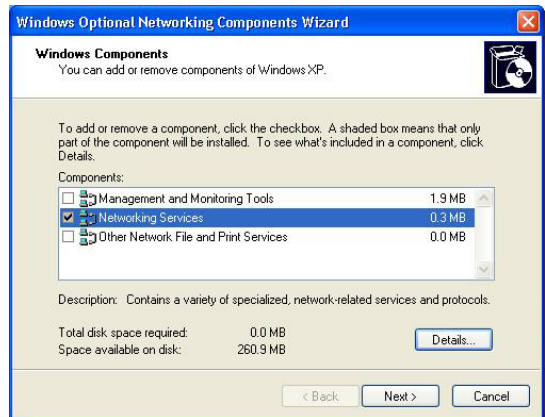 Windows Optional Networking Components Wizard
Windows Components
You can add or remove components of Windows XP.
To add or remove a component, click the checkbox. A shaded box means that only
part of the component will be installed. To see what's included in a component, click
Details.
Components:
Management and Monitoring Tools 1.9 MB
Networking Services 0.3 MB
Other Network File and Print Services 0.0 MB
Description: Contains a variety of specialized, network-related services and protocols.
Total disk space required: 0.0 MB
Space available on disk: 260.9 MB
Details...
< Back Next > Cancel